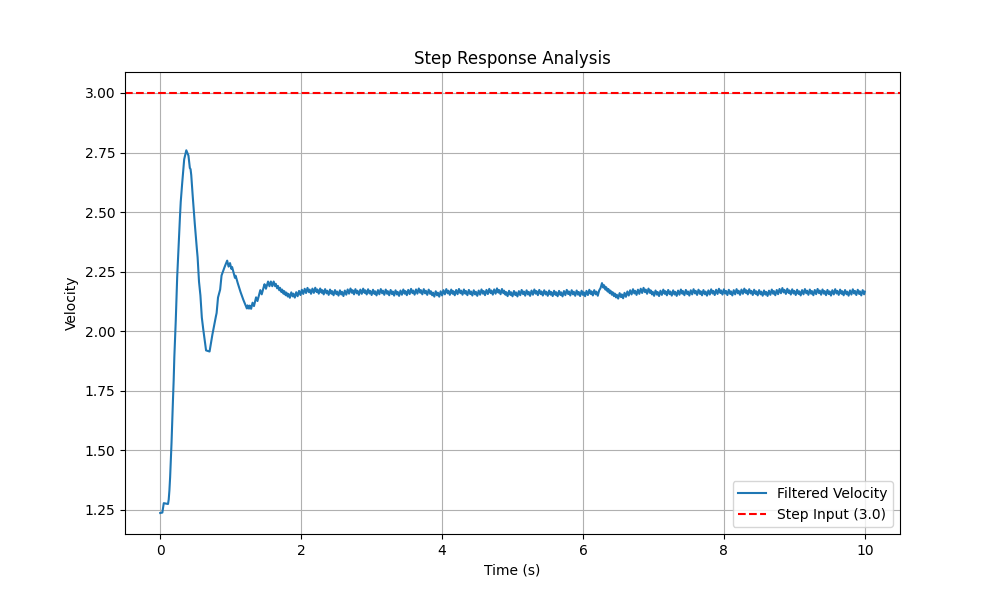 Step Response Analysis
Velocity
3.00
2.75
2.50
2.25
2.00
1.75
1.50
1.25
Filtered Velocity
Step Input (3.0)
0
2
4
6
8
10
Time (s)